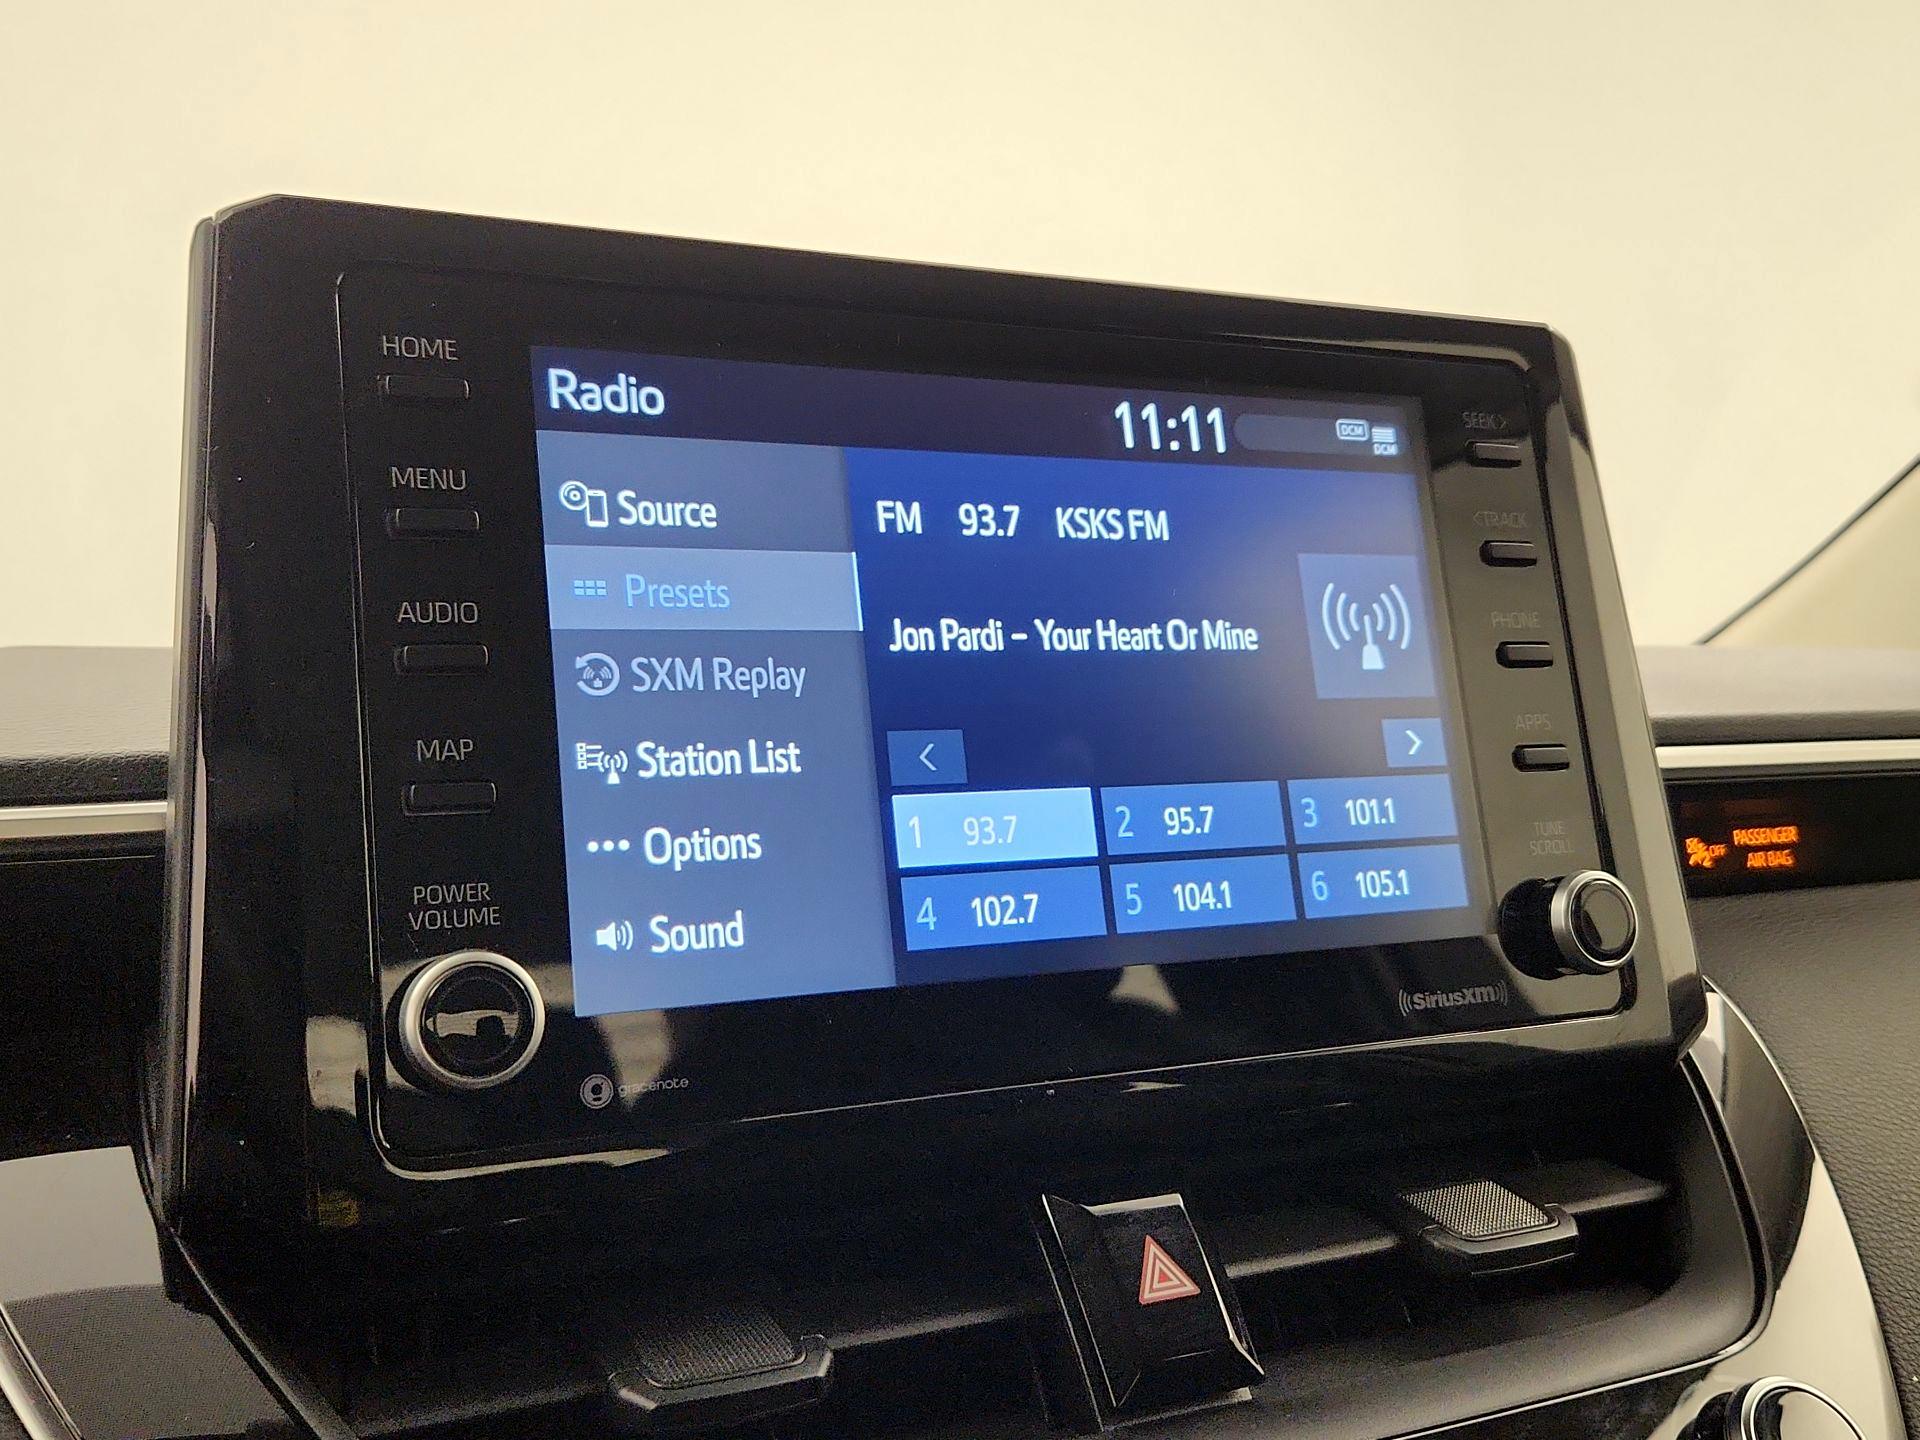 HOME
MENU
AUDIO
MAP
POWER
VOLUME
Radio
11:11
DCM
DCM
Source
Presets
SXM Replay
Station List
Options
Sound
FM 93.7 KSKS FM
Jon Pardi – Your Heart Or Mine
<
>
1 93.7
2 95.7
3 101.1
4 102.7
5 104.1
6 105.1
SEEK>
<TRACK
PHONE
APPS
TUNE
SCROLL
SiriusXM
gracenote
OFF
PASSENGER
AIR BAG